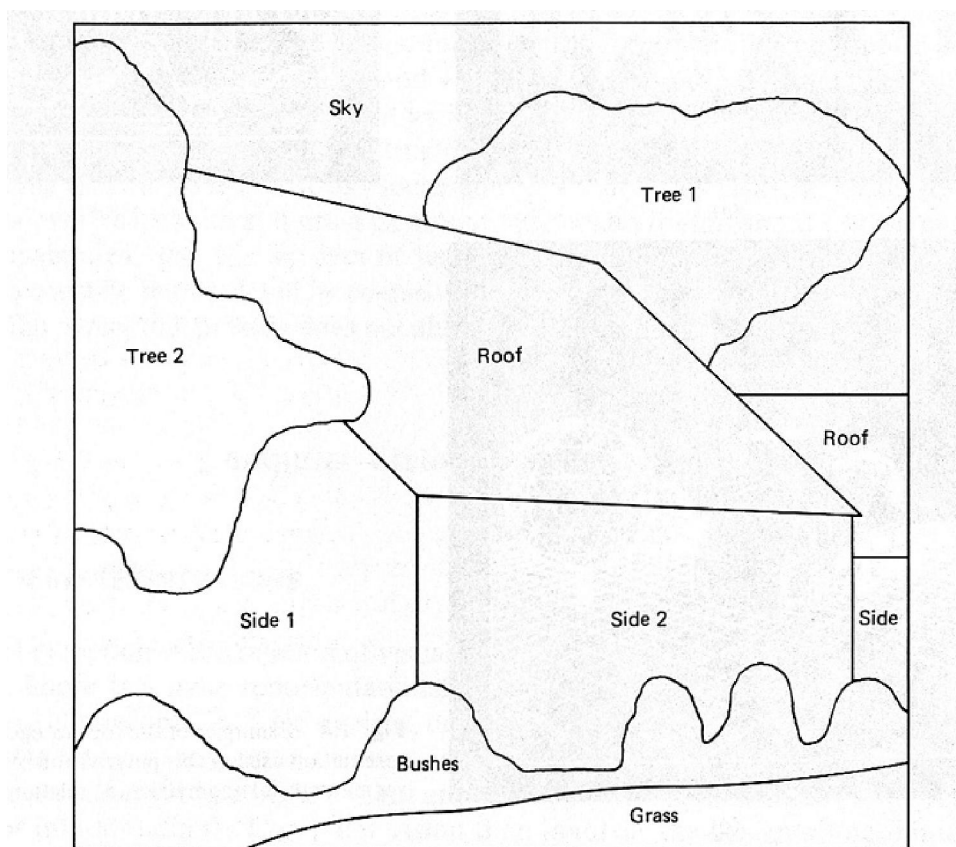 Sky
Tree 1
Tree 2
Roof
Roof
Side 1
Side 2
Side
Bushes
Grass